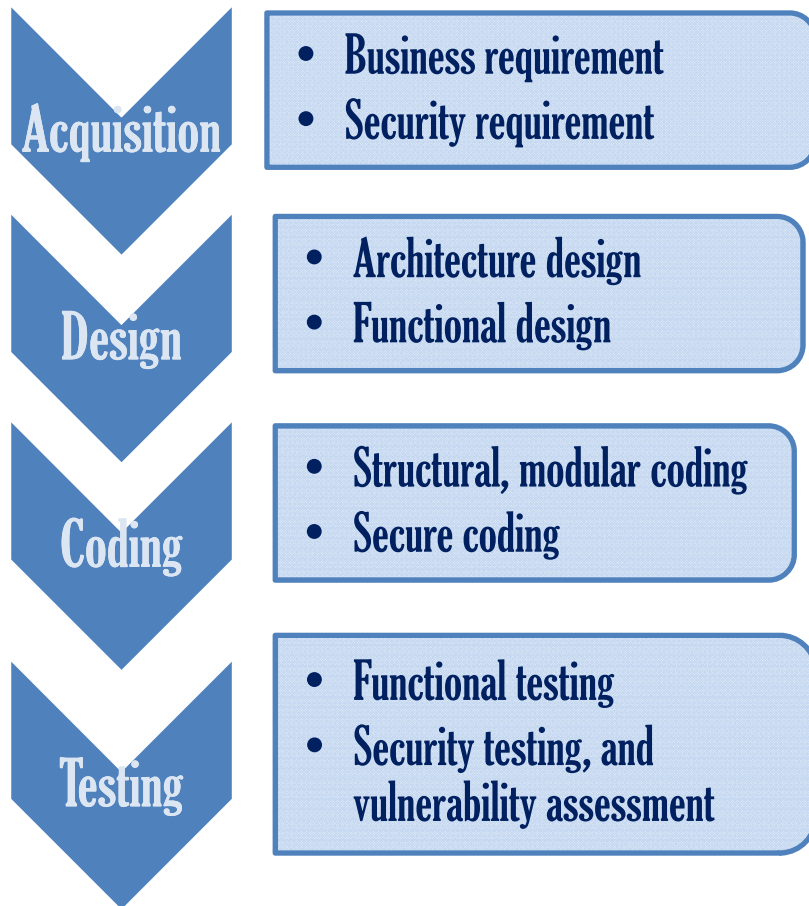 Acquisition
• Business requirement
• Security requirement
Design
• Architecture design
• Functional design
Coding
• Structural, modular coding
• Secure coding
Testing
• Functional testing
• Security testing, and
vulnerability assessment